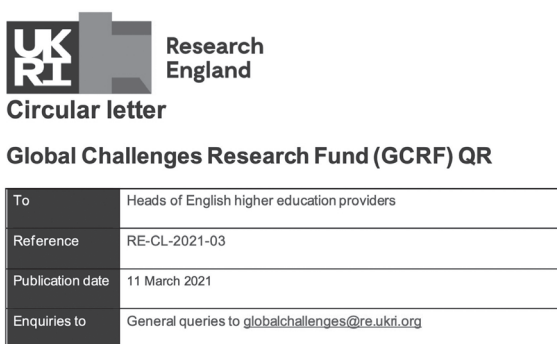 UK
RI
Research
England
Circular letter
Global Challenges Research Fund (GCRF) QR
To Heads of English higher education providers
Reference RE-CL-2021-03
Publication date 11 March 2021
Enquiries to General queries to globalchallenges@re.ukri.org